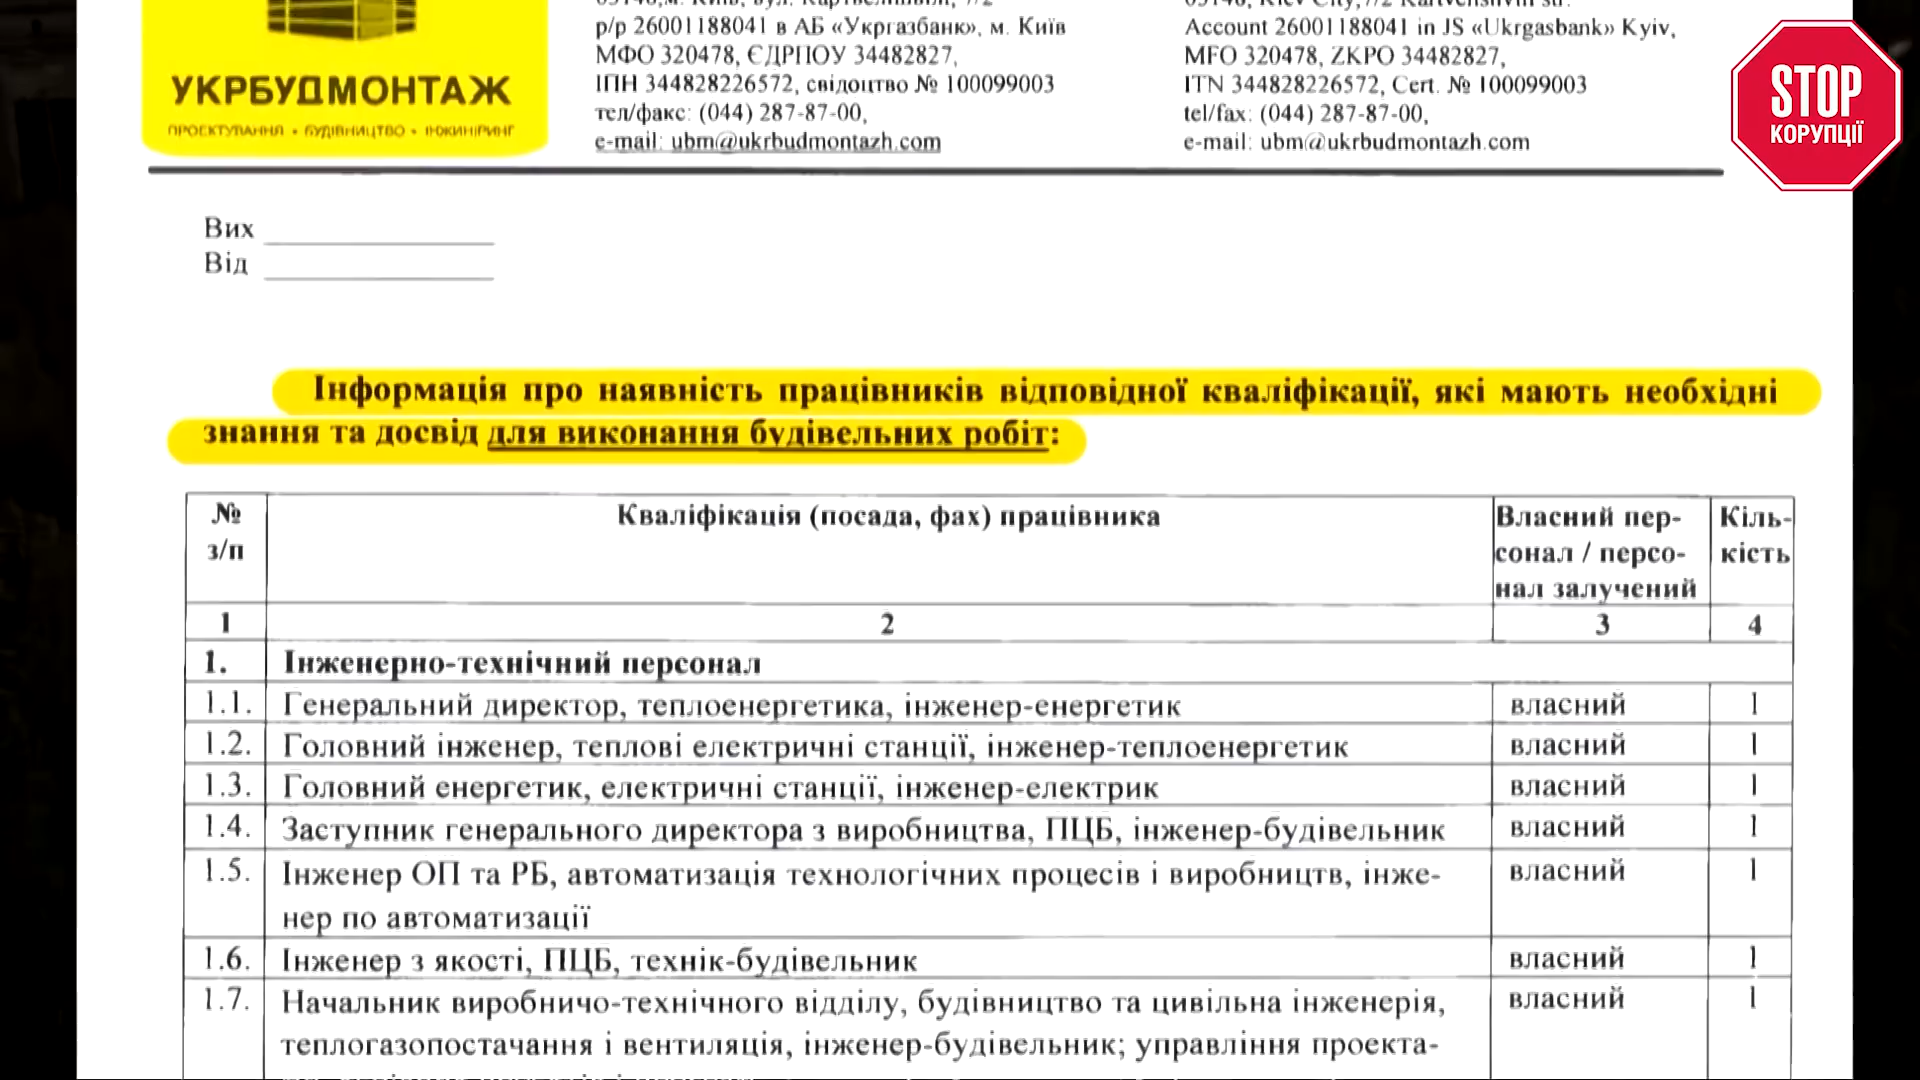 УКРБУДМОНТАЖ
ПРОЕКТУВАННЯ • БУДІВНИЦТВО • ІНЖИНІРИНГ
р/р 26001188041 в АБ «Укргазбанк», м. Київ
МФО 320478, ЄДРПОУ 34482827,
ІПН 344828226572, свідоцтво № 100099003
тел/факс: (044) 287-87-00,
e-mail: ubm@ukrbudmontazh.com
Account 26001188041 in JS «Ukrgasbank» Kyiv,
MFO 320478, ZKPO 34482827,
ITN 344828226572, Cert. № 100099003
tel/fax: (044) 287-87-00,
e-mail: ubm@ukrbudmontazh.com
STOP
КОРУПЦІЇ
Вих
Від
Інформація про наявність працівників відповідної кваліфікації, які мають необхідні
знання та досвід для виконання будівельних робіт:
№ з/п Кваліфікація (посада, фах) працівника Власний пер- Кіль-
сонал / персо- кість
нал залучений
1 2 3 4
1. Інженерно-технічний персонал
1.1. Генеральний директор, теплоенергетика, інженер-енергетик власний 1
1.2. Головний інженер, теплові електричні станції, інженер-теплоенергетик власний 1
1.3. Головний енергетик, електричні станції, інженер-електрик власний 1
1.4. Заступник генерального директора з виробництва, ПЦБ, інженер-будівельник власний 1
1.5. Інженер ОП та РБ, автоматизація технологічних процесів і виробництв, інже- власний 1
нер по автоматизації
1.6. Інженер з якості, ПЦБ, технік-будівельник власний 1
1.7. Начальник виробничо-технічного відділу, будівництво та цивільна інженерія, власний 1
теплогазопостачання і вентиляція, інженер-будівельник; управління проекта-